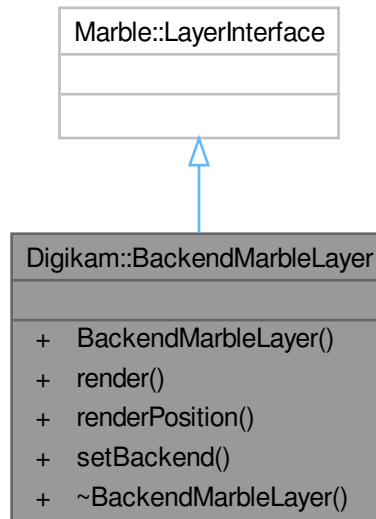 Marble::LayerInterface
Digikam::BackendMarbleLayer
+ BackendMarbleLayer()
+ render()
+ renderPosition()
+ setBackend()
+ ~BackendMarbleLayer()